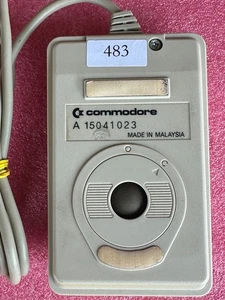 483
commodore
A 15041023
MADE IN MALAYSIA
O
C